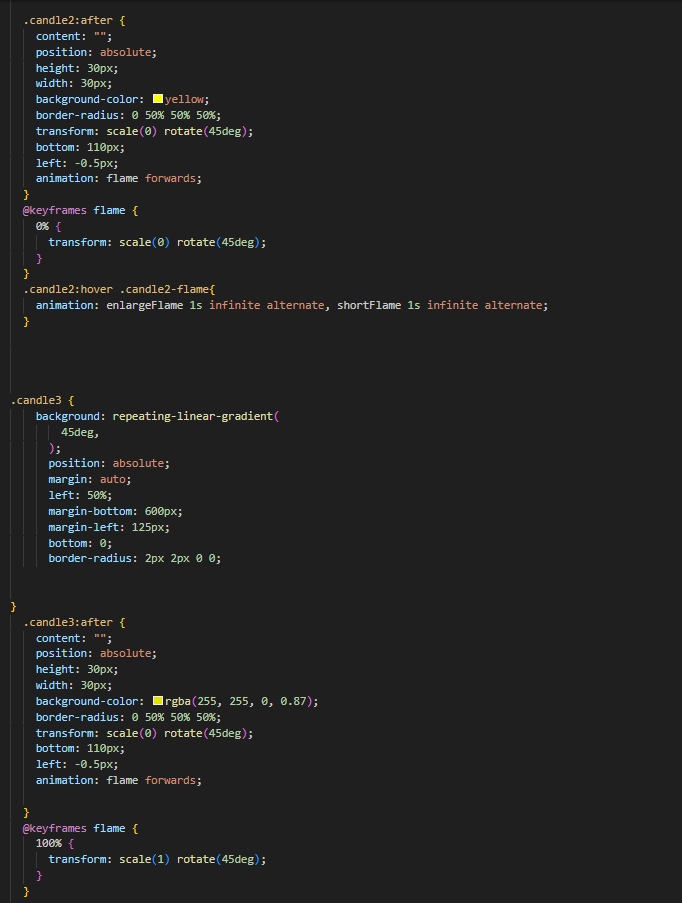 .candle2:after {
content: "";
position: absolute;
height: 30px;
width: 30px;
background-color: yellow;
border-radius: 0 50% 50% 50%;
transform: scale(0) rotate(45deg);
bottom: 110px;
left: -0.5px;
animation: flame forwards;
}
@keyframes flame {
0% {
transform: scale(0) rotate(45deg);
}
}
.candle2:hover .candle2-flame{
animation: enlargeFlame 1s infinite alternate, shortFlame 1s infinite alternate;
}
.candle3 {
background: repeating-linear-gradient(
45deg,
);
position: absolute;
margin: auto;
left: 50%;
margin-bottom: 600px;
margin-left: 125px;
bottom: 0;
border-radius: 2px 2px 0 0;
}
.candle3:after {
content: "";
position: absolute;
height: 30px;
width: 30px;
background-color: rgba(255, 255, 0, 0.87);
border-radius: 0 50% 50% 50%;
transform: scale(0) rotate(45deg);
bottom: 110px;
left: -0.5px;
animation: flame forwards;
}
@keyframes flame {
100% {
transform: scale(1) rotate(45deg);
}
}